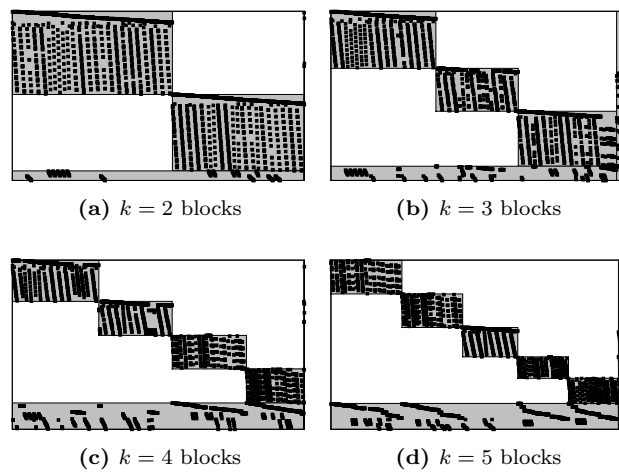 (a) k = 2 blocks
(b) k = 3 blocks
(c) k = 4 blocks
(d) k = 5 blocks